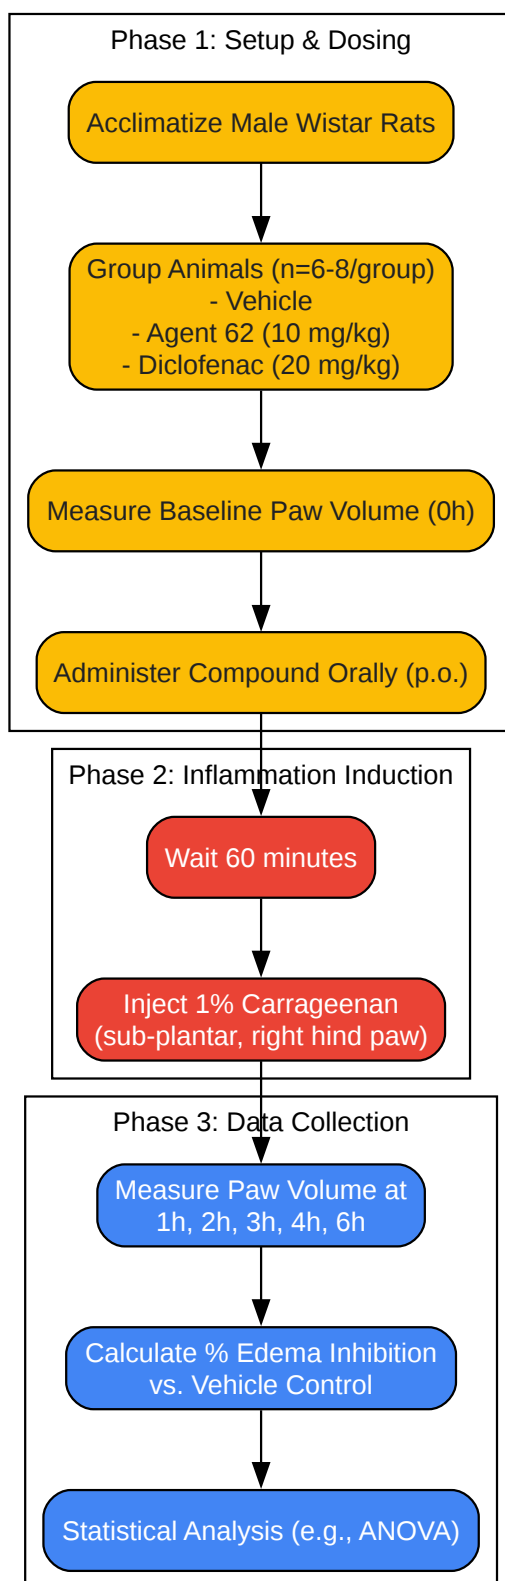 Phase 1: Setup & Dosing
Acclimatize Male Wistar Rats
Group Animals (n=6-8/group)
- Vehicle
- Agent 62 (10 mg/kg)
- Diclofenac (20 mg/kg)
Measure Baseline Paw Volume (0h)
Administer Compound Orally (p.o.)
Phase 2: Inflammation Induction
Wait 60 minutes
Inject 1% Carrageenan
(sub-plantar, right hind paw)
Phase 3: Data Collection
Measure Paw Volume at
1h, 2h, 3h, 4h, 6h
Calculate % Edema Inhibition
vs. Vehicle Control
Statistical Analysis (e.g., ANOVA)